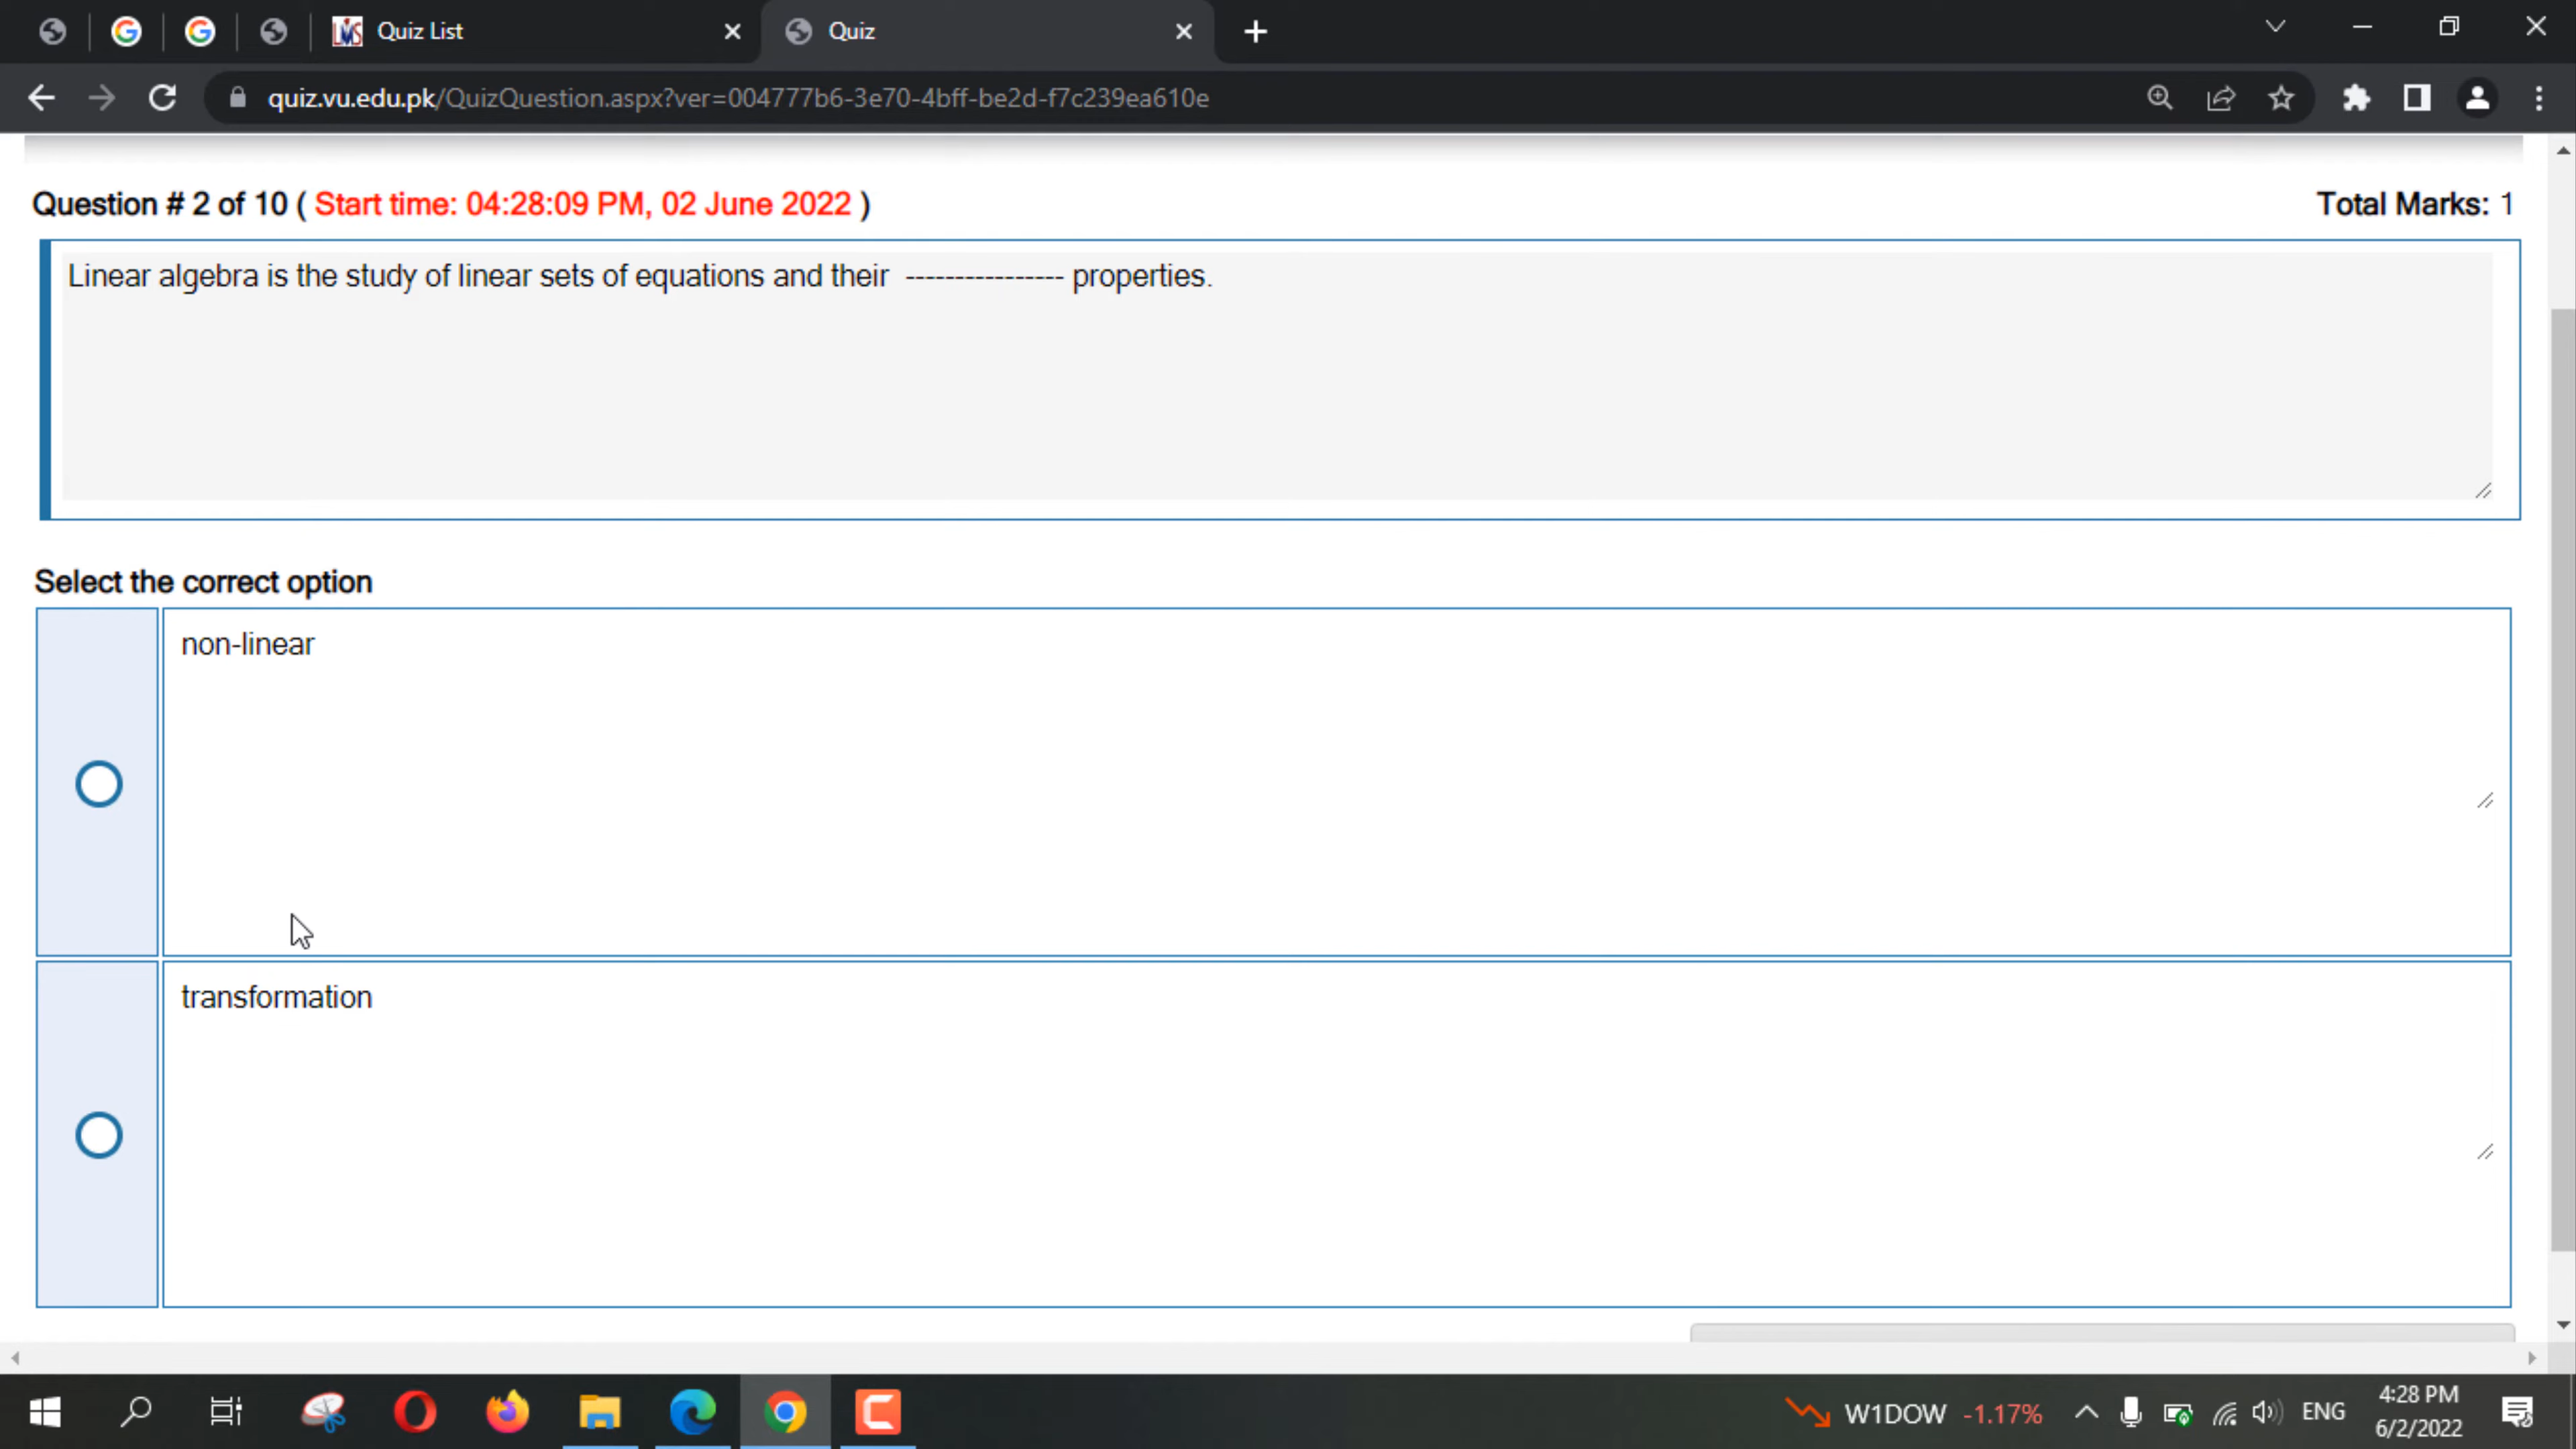 Quiz List
Quiz
quiz.vu.edu.pk/QuizQuestion.aspx?ver=004777b6-3e70-4bff-be2d-f7c239ea610e
Question # 2 of 10 ( Start time: 04:28:09 PM, 02 June 2022 )
Total Marks: 1
Linear algebra is the study of linear sets of equations and their ---------------- properties.
Select the correct option
non-linear
transformation
W1DOW -1.17%
ENG
4:28 PM
6/2/2022